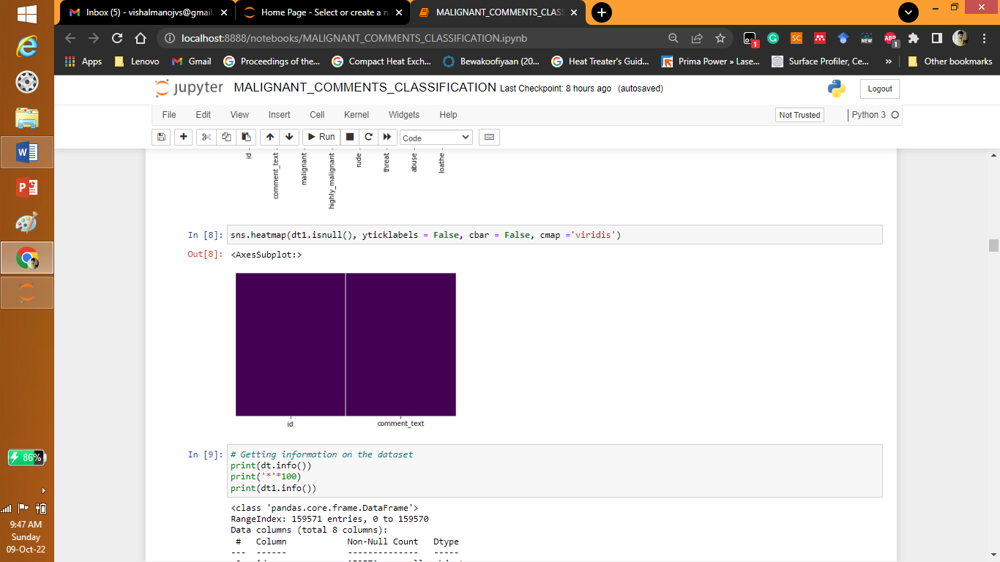 Inbox (5) - vishalmanojvs@gmail.
Home Page - Select or create a n
MALIGNANT_COMMENTS_CLASS
localhost:8888/notebooks/MALIGNANT_COMMENTS_CLASSIFICATION.ipynb
1
G
SC
NEW
ABP
1
Apps
Lenovo
Gmail
Proceedings of the...
Compact Heat Exch...
Bewakoofiyaan (20...
Heat Treater's Guid...
Prima Power » Lase...
Surface Profiler, Ce...
»
Other bookmarks
jupyter MALIGNANT_COMMENTS_CLASSIFICATION Last Checkpoint: 8 hours ago (autosaved)
Logout
File Edit View Insert Cell Kernel Widgets Help
Not Trusted
Python 3
Run
Code
id
comment_text
malignant
highly_malignant
rude
threat
abuse
loathe
In [8]: sns.heatmap(dt1.isnull(), yticklabels = False, cbar = False, cmap ='viridis')
Out[8]: <AxesSubplot:>
id
comment_text
In [9]: # Getting information on the dataset
print(dt.info())
print('*'*100)
print(dt1.info())
<class 'pandas.core.frame.DataFrame'>
RangeIndex: 159571 entries, 0 to 159570
Data columns (total 8 columns):
# Column Non-Null Count Dtype
--- ------ -------------- -----
86%
9:47 AM
Sunday
09-Oct-22